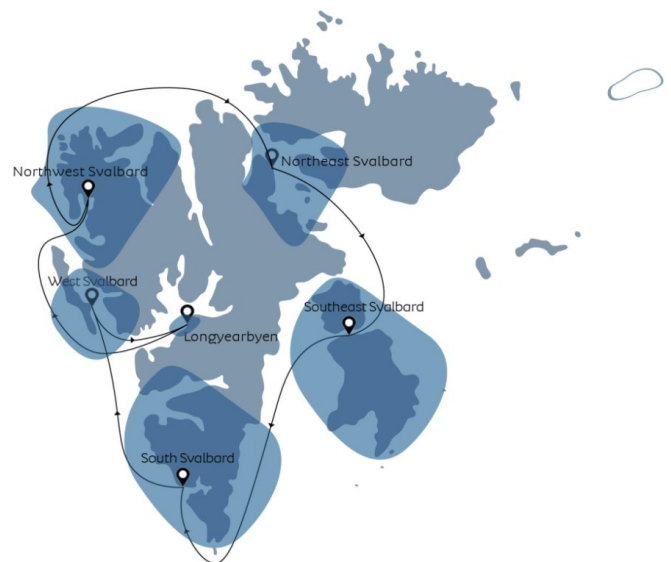 Northeast Svalbard
Northwest Svalbard
West Svalbard
Southeast Svalbard
Longyearbyen
South Svalbard